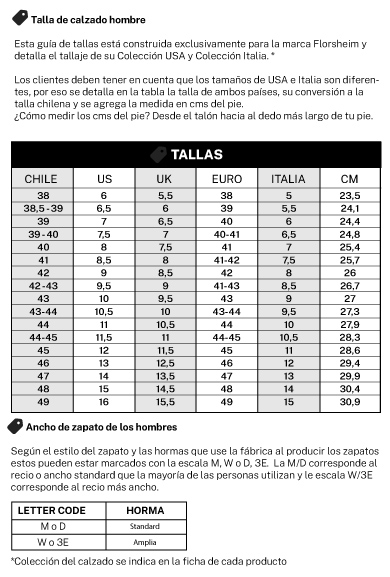 Talla de calzado hombre
Esta guía de tallas está construida exclusivamente para la marca Florsheim y
detalla el tallaje de su Colección USA y Colección Italia. *
Los clientes deben tener en cuenta que los tamaños de USA e Italia son diferen-
tes, por eso se detalla en la tabla la talla de ambos países, su conversión a la
talla chilena y se agrega la medida en cms del pie.
¿Cómo medir los cms del pie? Desde el talón hacia al dedo más largo de tu pie.
TALLAS
CHILE US UK EURO ITALIA CM
38 6 5,5 38 5 23,5
38,5 -39 6,5 6 39 5,5 24,1
39 7 6,5 40 6 24,4
39 - 40 7,5 7 40-41 6,5 24,8
40 8 7,5 41 7 25,4
41 8,5 8 41-42 7,5 25,7
42 9 8,5 42 8 26
42-43 9,5 9 41-43 8,5 26,7
43 10 9,5 43 9 27
43-44 10,5 10 43-44 9,5 27,3
44 11 10,5 44 10 27,9
44-45 11,5 11 44-45 10,5 28,3
45 12 11,5 45 11 28,6
46 13 12,5 46 12 29,4
47 14 13,5 47 13 29,9
48 15 14,5 48 14 30,4
49 16 15,5 49 15 30,9
Ancho de zapato de los hombres
Según el estilo del zapato y las hormas que use la fábrica al producir los zapatos
estos pueden estar marcados con la escala M, W o D, 3E. La M/D corresponde al
recio o ancho standard que la mayoría de las personas utilizan y le escala W/3E
corresponde al recio más ancho.
LETTER CODE HORMA
M o D Standard
W o 3E Amplia
*Colección del calzado se indica en la ficha de cada producto